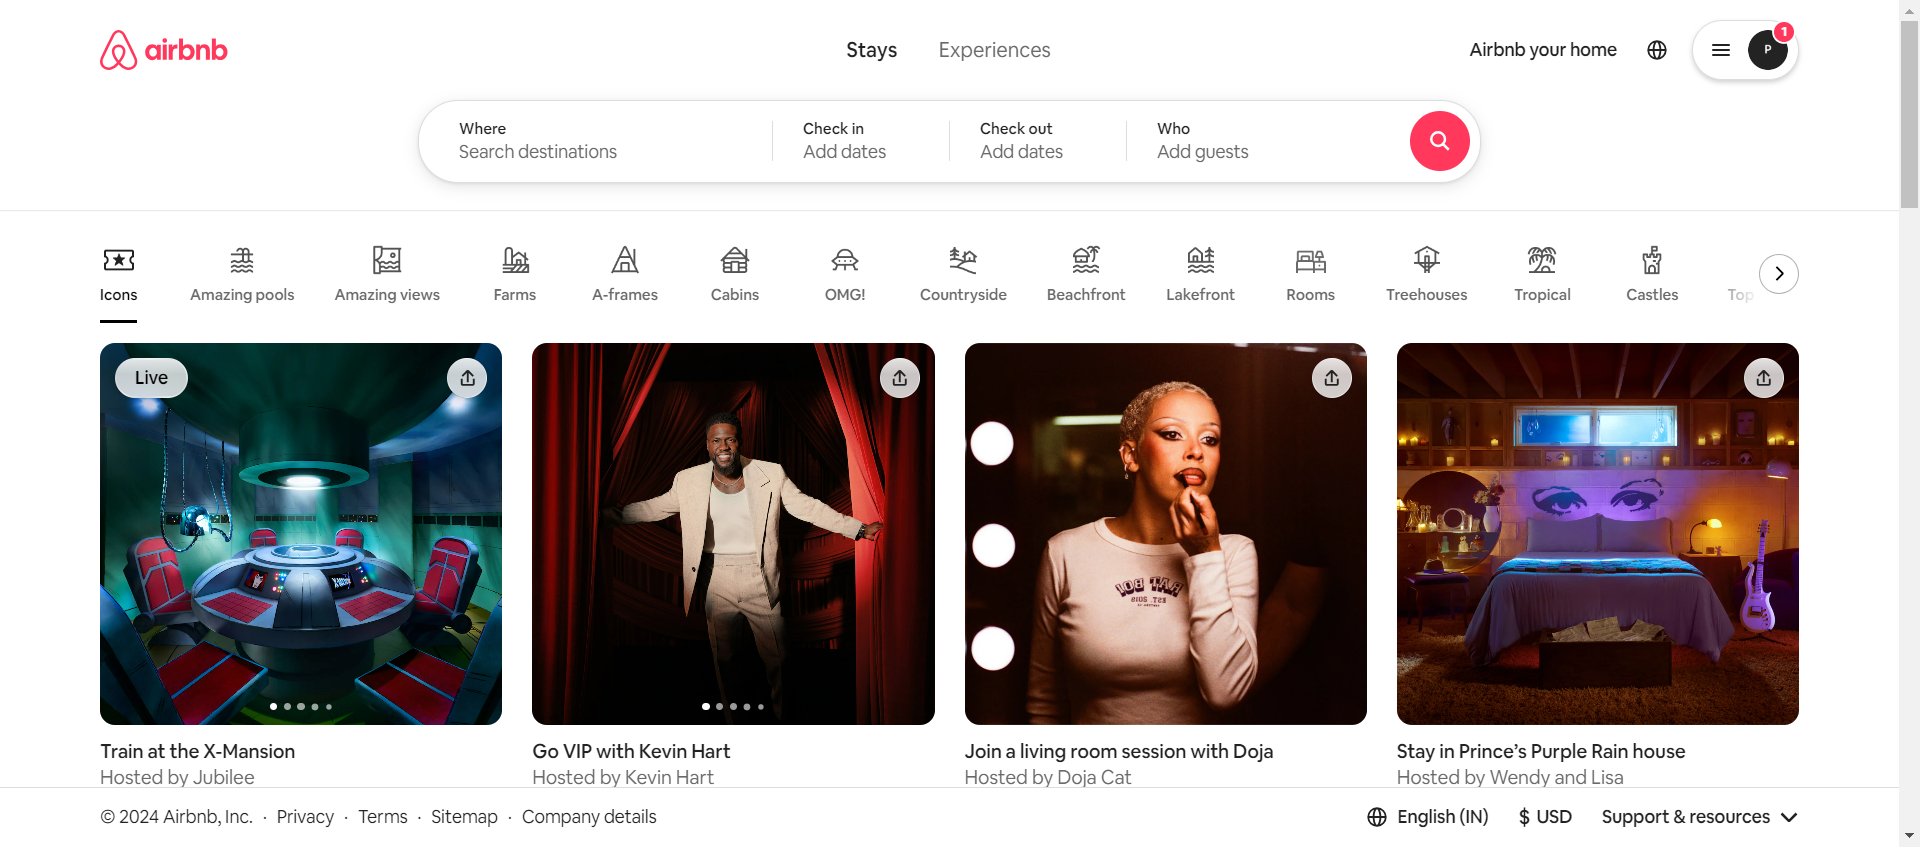 airbnb
Stays Experiences
Airbnb your home
1
P
Where
Search destinations
Check in
Add dates
Check out
Add dates
Who
Add guests
Icons
Amazing pools
Amazing views
Farms
A-frames
Cabins
OMG!
Countryside
Beachfront
Lakefront
Rooms
Treehouses
Tropical
Castles
Top
Live
RAT BOY
EST. 2018
Train at the X-Mansion
Hosted by Jubilee
Go VIP with Kevin Hart
Hosted by Kevin Hart
Join a living room session with Doja
Hosted by Doja Cat
Stay in Prince’s Purple Rain house
Hosted by Wendy and Lisa
© 2024 Airbnb, Inc. · Privacy · Terms · Sitemap · Company details
English (IN) $ USD Support & resources